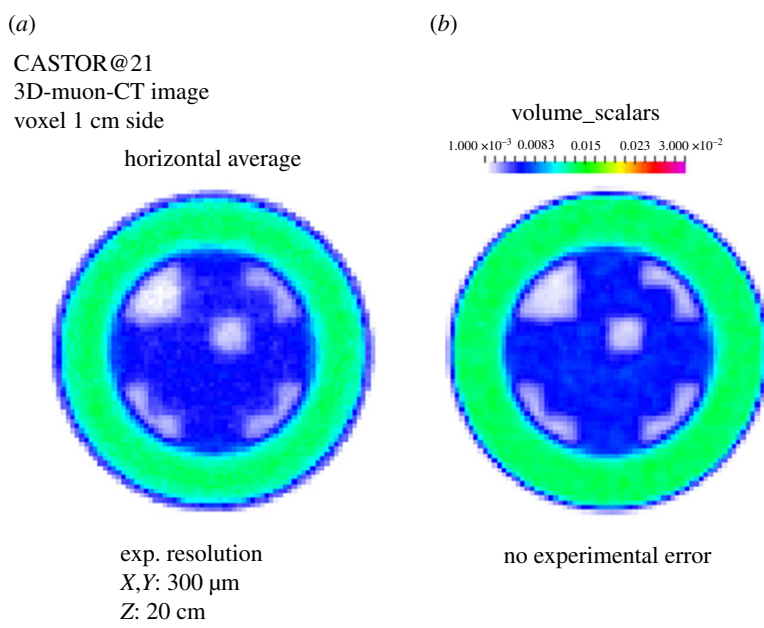 (a)
CASTOR@21
3D-muon-CT image
voxel 1 cm side
horizontal average
exp. resolution
X,Y: 300 µm
Z: 20 cm
(b)
volume_scalars
1.000 ×10⁻³ 0.0083 0.015 0.023 3.000 ×10⁻²
no experimental error